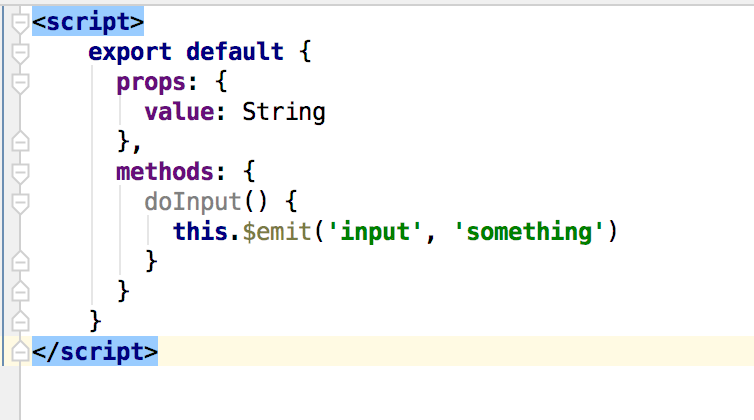 <script>
    export default {
      props: {
        value: String
      },
      methods: {
        doInput() {
          this.$emit('input', 'something')
        }
      }
    }
</script>